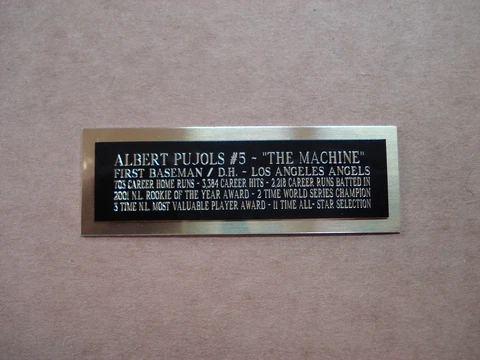 ALBERT PUJOLS #5 - "THE MACHINE"
FIRST BASEMAN / D.H. - LOS ANGELES ANGELS
703 CAREER HOME RUNS - 3,384 CAREER HITS - 2,218 CAREER RUNS BATTED IN
2001 N.L. ROOKIE OF THE YEAR AWARD - 2 TIME WORLD SERIES CHAMPION
3 TIME N.L. MOST VALUABLE PLAYER AWARD - 11 TIME ALL- STAR SELECTION